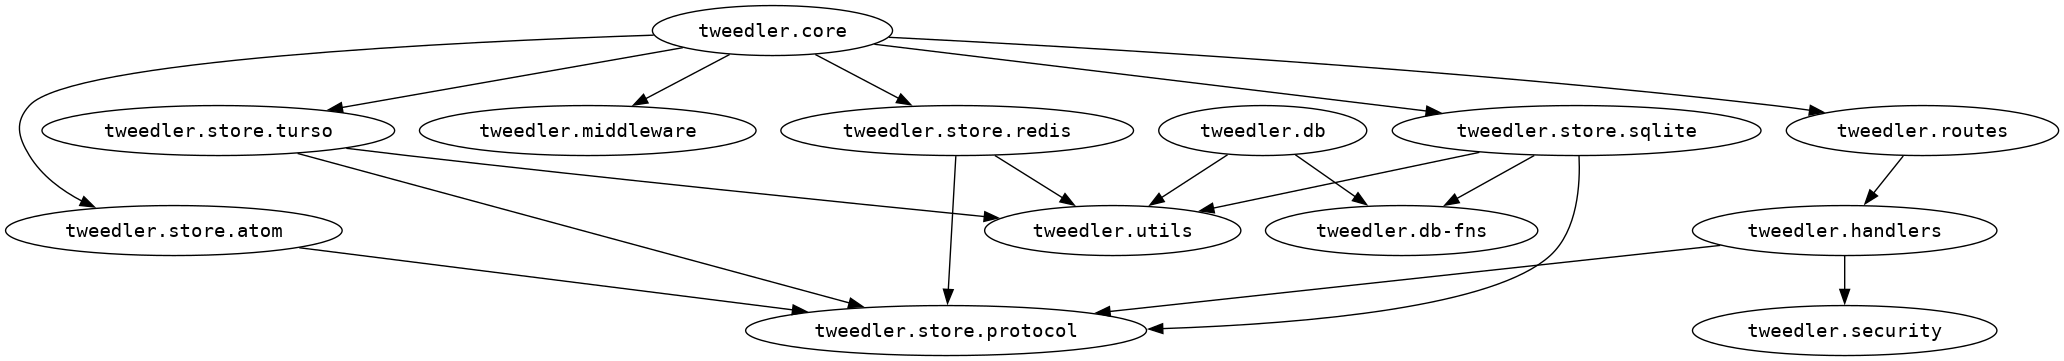 tweedler.core
tweedler.store.turso
tweedler.middleware
tweedler.store.redis
tweedler.db
tweedler.store.sqlite
tweedler.routes
tweedler.store.atom
tweedler.utils
tweedler.db-fns
tweedler.handlers
tweedler.store.protocol
tweedler.security